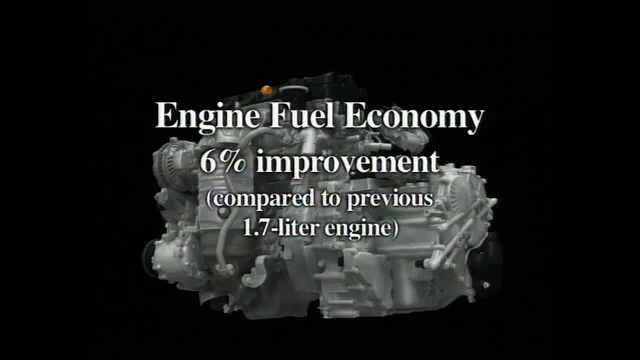 Engine Fuel Economy
6% improvement
(compared to previous
1.7-liter engine)